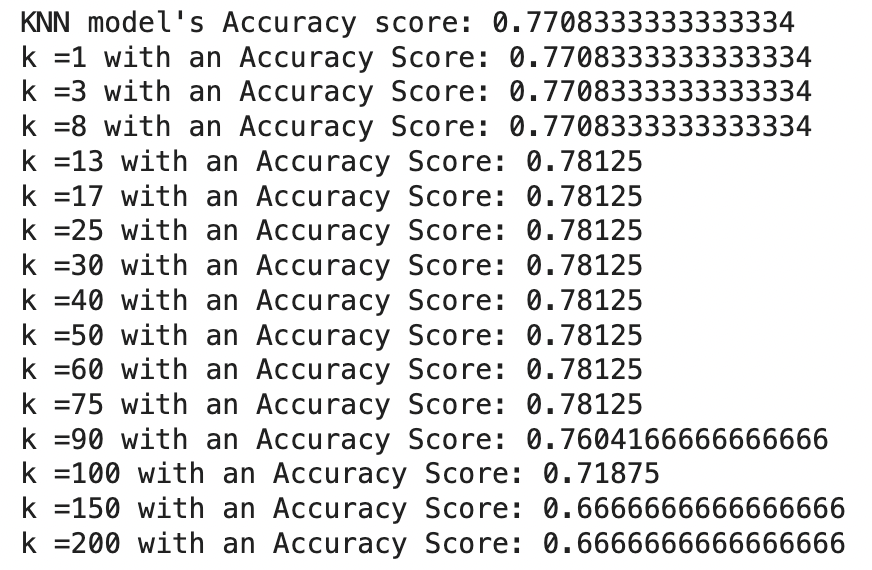 KNN model's Accuracy score: 0.7708333333333334
k =1 with an Accuracy Score: 0.7708333333333334
k =3 with an Accuracy Score: 0.7708333333333334
k =8 with an Accuracy Score: 0.7708333333333334
k =13 with an Accuracy Score: 0.78125
k =17 with an Accuracy Score: 0.78125
k =25 with an Accuracy Score: 0.78125
k =30 with an Accuracy Score: 0.78125
k =40 with an Accuracy Score: 0.78125
k =50 with an Accuracy Score: 0.78125
k =60 with an Accuracy Score: 0.78125
k =75 with an Accuracy Score: 0.78125
k =90 with an Accuracy Score: 0.7604166666666666
k =100 with an Accuracy Score: 0.71875
k =150 with an Accuracy Score: 0.6666666666666666
k =200 with an Accuracy Score: 0.6666666666666666